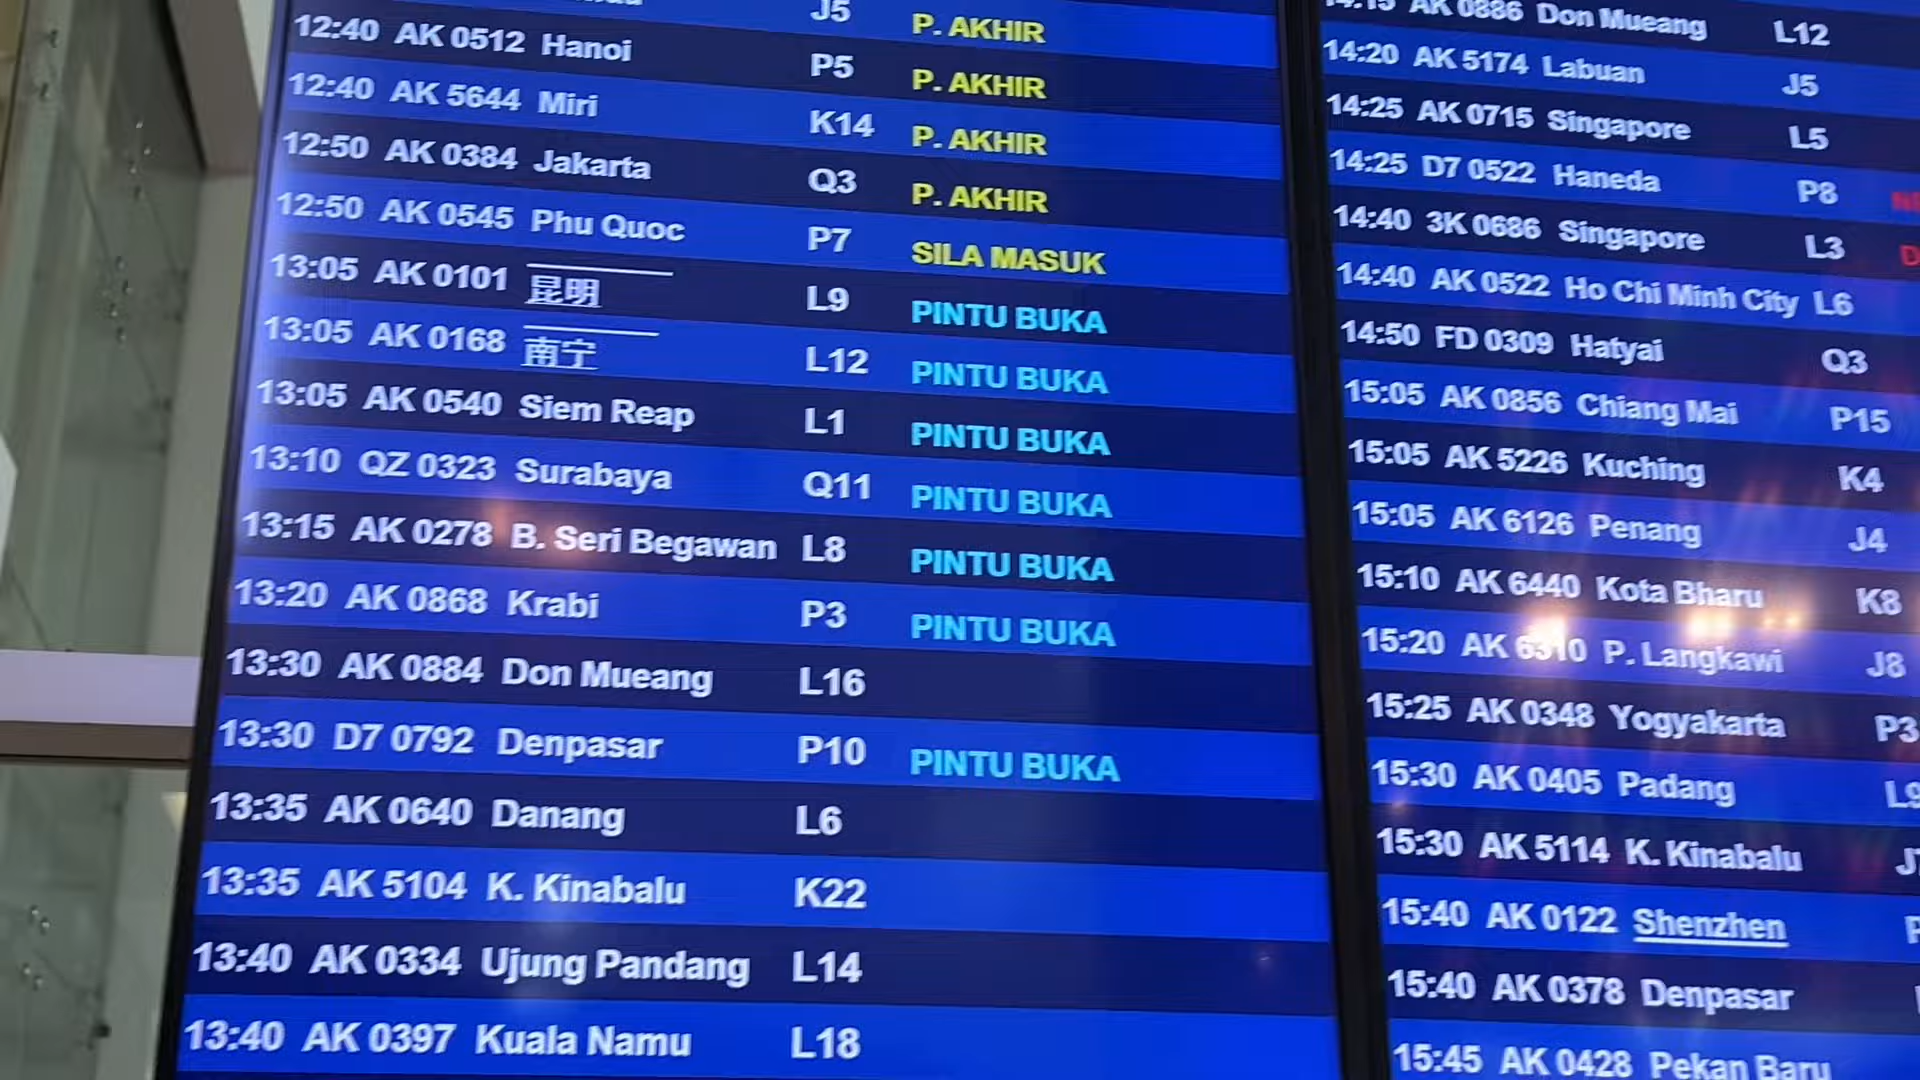 J5 P. AKHIR
12:40 AK 0512 Hanoi P5 P. AKHIR
12:40 AK 5644 Miri K14 P. AKHIR
12:50 AK 0384 Jakarta Q3 P. AKHIR
12:50 AK 0545 Phu Quoc P7 SILA MASUK
13:05 AK 0101 昆明 L9 PINTU BUKA
13:05 AK 0168 南宁 L12 PINTU BUKA
13:05 AK 0540 Siem Reap L1 PINTU BUKA
13:10 QZ 0323 Surabaya Q11 PINTU BUKA
13:15 AK 0278 B. Seri Begawan L8 PINTU BUKA
13:20 AK 0868 Krabi P3 PINTU BUKA
13:30 AK 0884 Don Mueang L16
13:30 D7 0792 Denpasar P10 PINTU BUKA
13:35 AK 0640 Danang L6
13:35 AK 5104 K. Kinabalu K22
13:40 AK 0334 Ujung Pandang L14
13:40 AK 0397 Kuala Namu L18
14:15 AK 0886 Don Mueang L12
14:20 AK 5174 Labuan J5
14:25 AK 0715 Singapore L5
14:25 D7 0522 Haneda P8
14:40 3K 0686 Singapore L3
14:40 AK 0522 Ho Chi Minh City L6
14:50 FD 0309 Hatyai Q3
15:05 AK 0856 Chiang Mai P15
15:05 AK 5226 Kuching K4
15:05 AK 6126 Penang J4
15:10 AK 6440 Kota Bharu K8
15:20 AK 6310 P. Langkawi J8
15:25 AK 0348 Yogyakarta P3
15:30 AK 0405 Padang L9
15:30 AK 5114 K. Kinabalu
15:40 AK 0122 Shenzhen
15:40 AK 0378 Denpasar
15:45 AK 0428 Pekan Baru